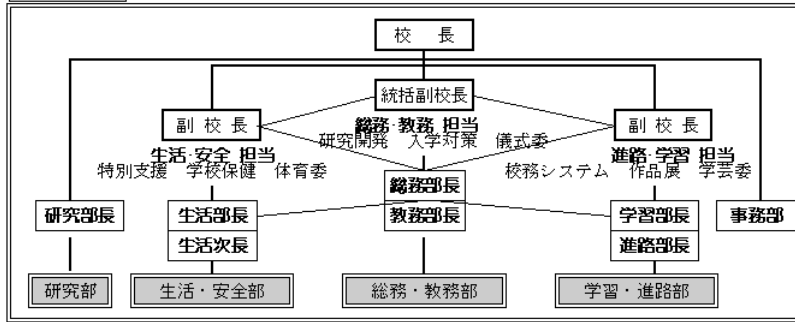 校 長
統括副校長
副 校 長
副 校 長
総務・教務 担当
研究開発 入学対策 儀式委
生活・安全 担当
特別支援 学校保健 体育委
進路・学習 担当
校務システム 作品展 学芸委
総務部長
研究部長
生活部長
教務部長
学習部長
事務部
生活次長
進路部長
研究部
生活・安全部
総務・教務部
学習・進路部